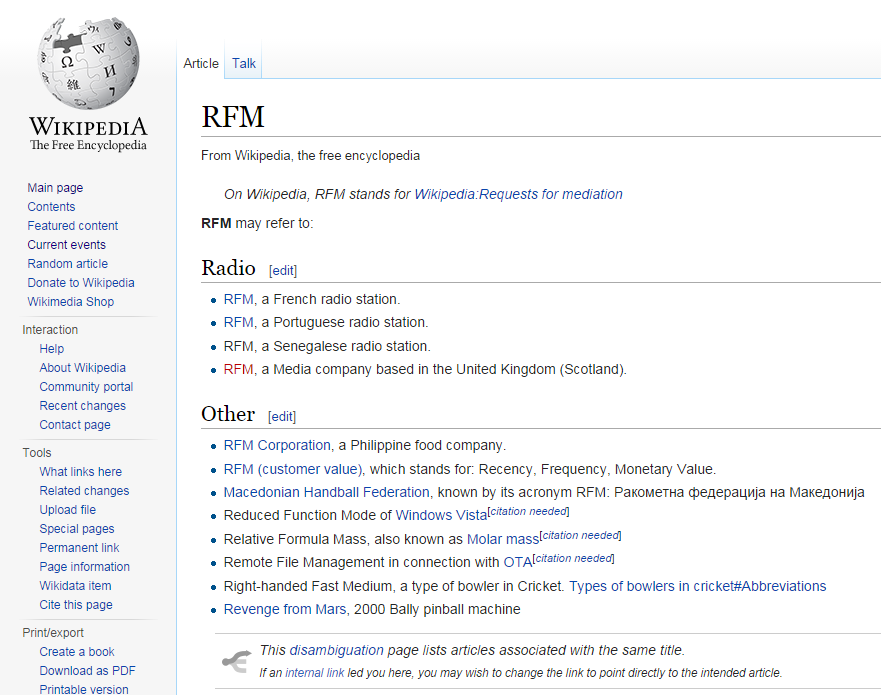 WIKIPEDIA
The Free Encyclopedia
Main page
Contents
Featured content
Current events
Random article
Donate to Wikipedia
Wikimedia Shop
Interaction
Help
About Wikipedia
Community portal
Recent changes
Contact page
Tools
What links here
Related changes
Upload file
Special pages
Permanent link
Page information
Wikidata item
Cite this page
Print/export
Create a book
Download as PDF
Printable version
Article Talk
RFM
From Wikipedia, the free encyclopedia
On Wikipedia, RFM stands for Wikipedia:Requests for mediation
RFM may refer to:
Radio [edit]
RFM, a French radio station.
RFM, a Portuguese radio station.
RFM, a Senegalese radio station.
RFM, a Media company based in the United Kingdom (Scotland).
Other [edit]
RFM Corporation, a Philippine food company.
RFM (customer value), which stands for: Recency, Frequency, Monetary Value.
Macedonian Handball Federation, known by its acronym RFM: Ракометна федерација на Македонија
Reduced Function Mode of Windows Vista[citation needed]
Relative Formula Mass, also known as Molar mass[citation needed]
Remote File Management in connection with OTA[citation needed]
Right-handed Fast Medium, a type of bowler in Cricket. Types of bowlers in cricket#Abbreviations
Revenge from Mars, 2000 Bally pinball machine
This disambiguation page lists articles associated with the same title.
If an internal link led you here, you may wish to change the link to point directly to the intended article.